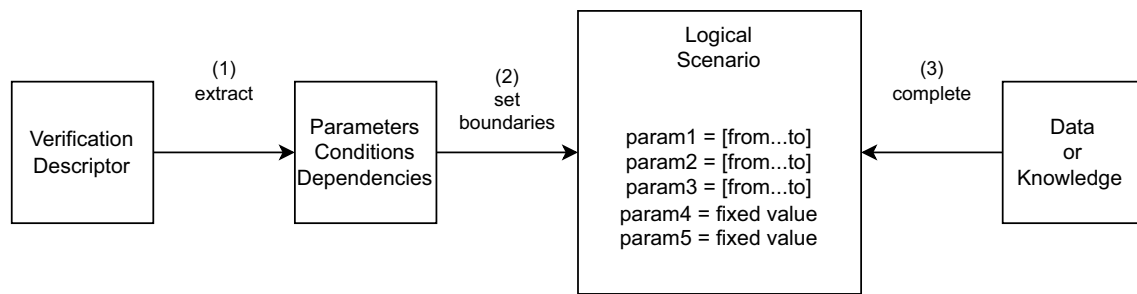 Verification
Descriptor
(1)
extract
Parameters
Conditions
Dependencies
(2)
set
boundaries
Logical
Scenario
param1 = [from...to]
param2 = [from...to]
param3 = [from...to]
param4 = fixed value
param5 = fixed value
(3)
complete
Data
or
Knowledge